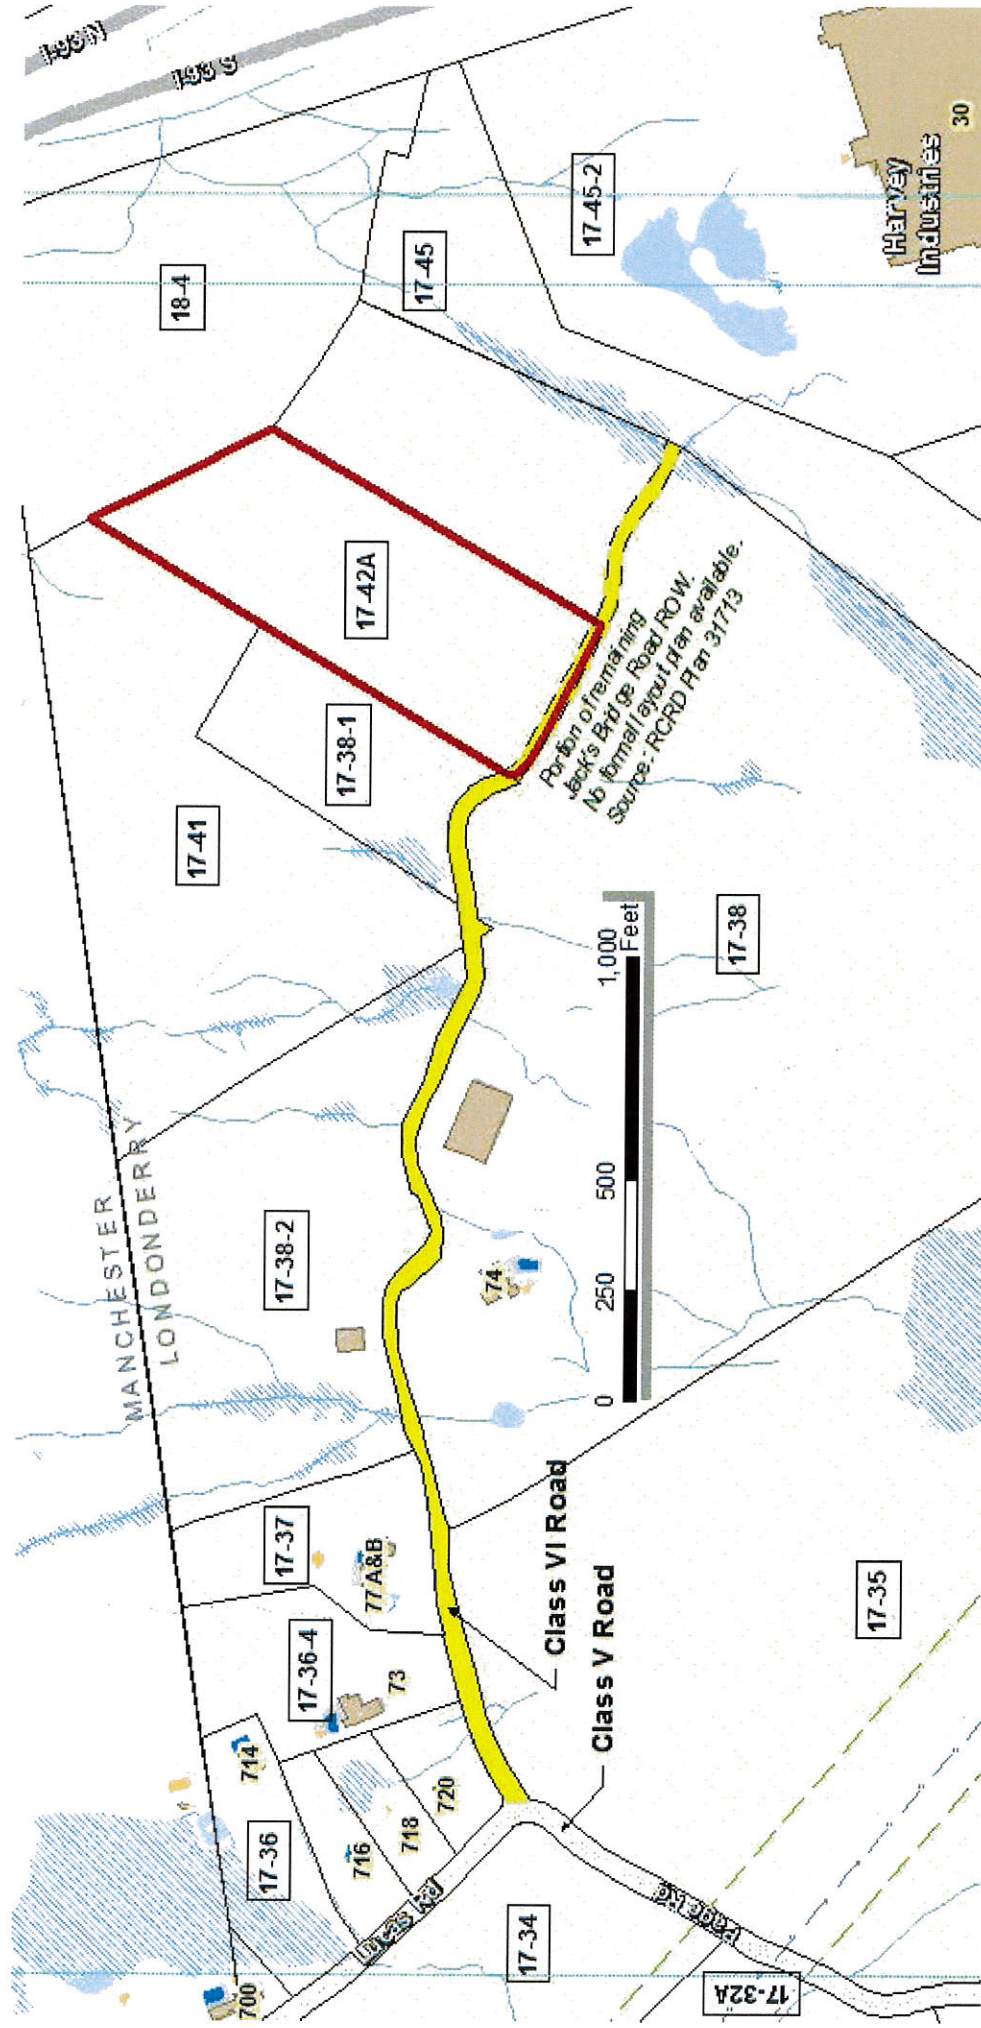 I-93 N
I-93 S
18-4
17-45
17-45-2
Harvey
Industries
30
17-42A
17-38-1
17-41
Portion of remaining
Jack's Bridge Road ROW.
No formal layout plan available.
Source: RCRD Plan 31713
17-38
MANCHESTER
LONDONDERRY
17-38-2
74
0
250
500
1,000
Feet
17-37
77A&B
Class VI Road
Class V Road
17-35
17-36-4
73
714
17-36
716
718
720
Lucas Rd
Page Rd
17-34
17-32A
700